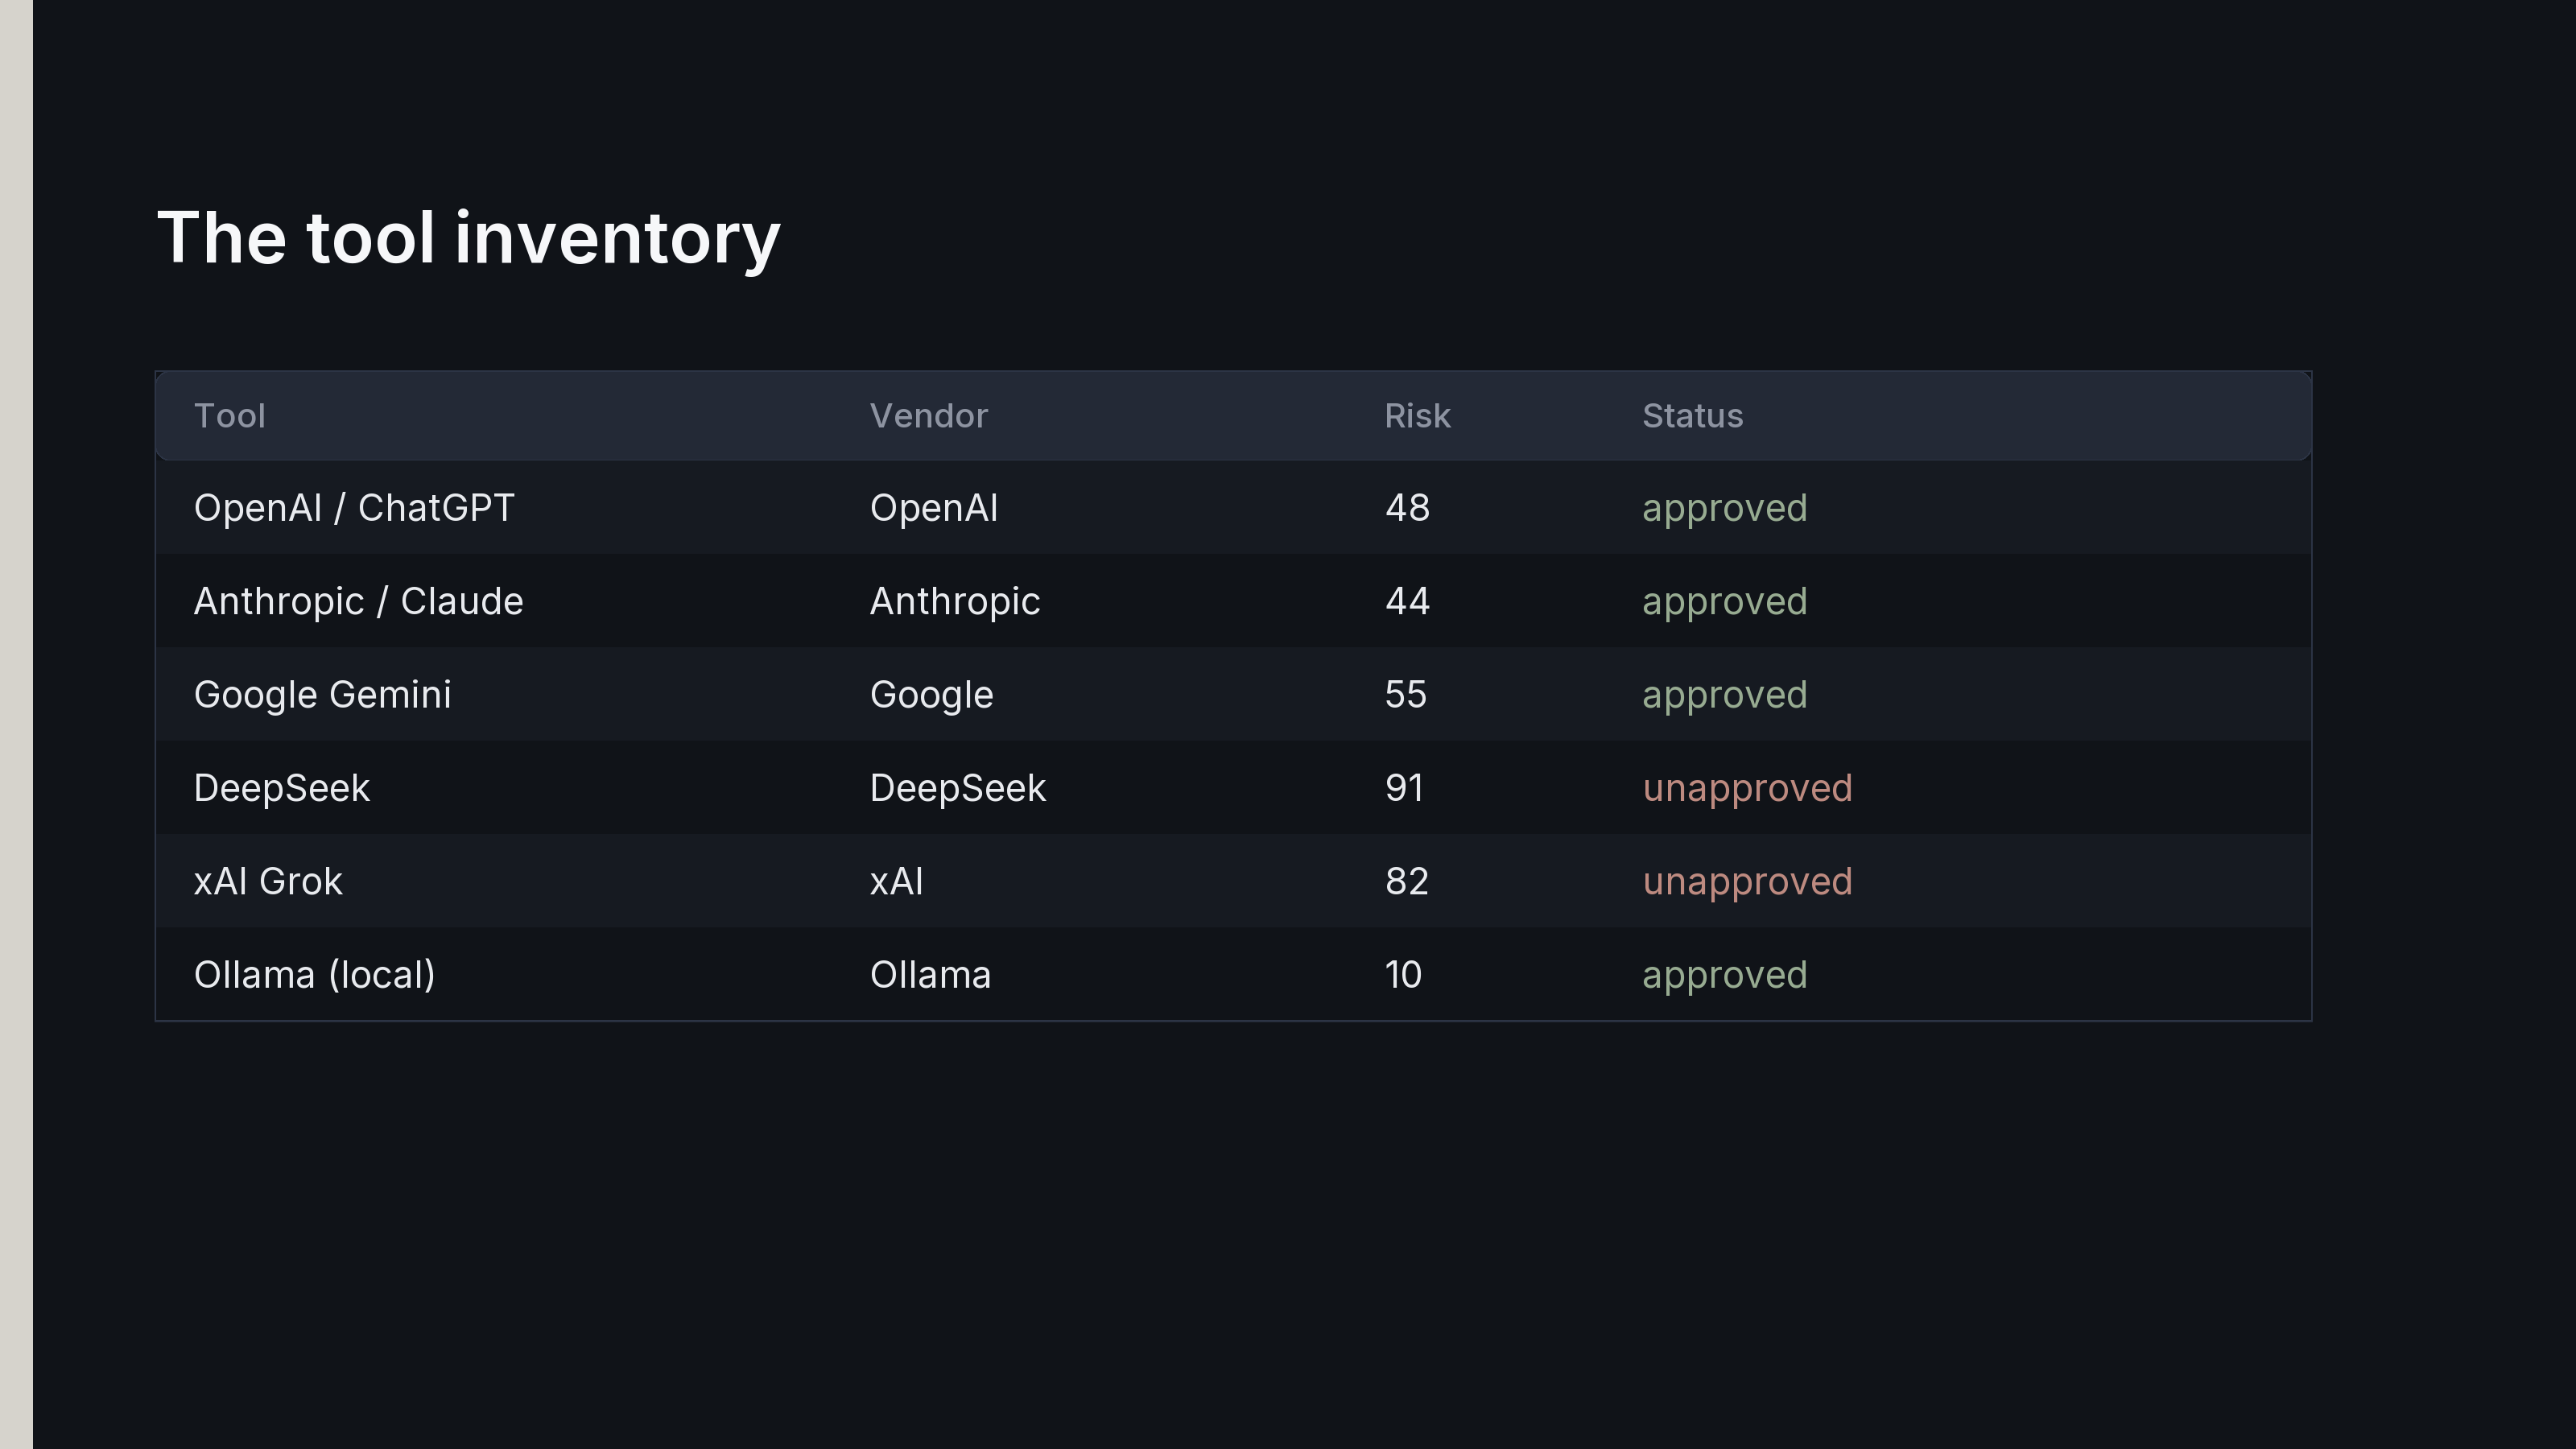 The tool inventory
Tool Vendor Risk Status
OpenAI / ChatGPT OpenAI 48 approved
Anthropic / Claude Anthropic 44 approved
Google Gemini Google 55 approved
DeepSeek DeepSeek 91 unapproved
xAI Grok xAI 82 unapproved
Ollama (local) Ollama 10 approved